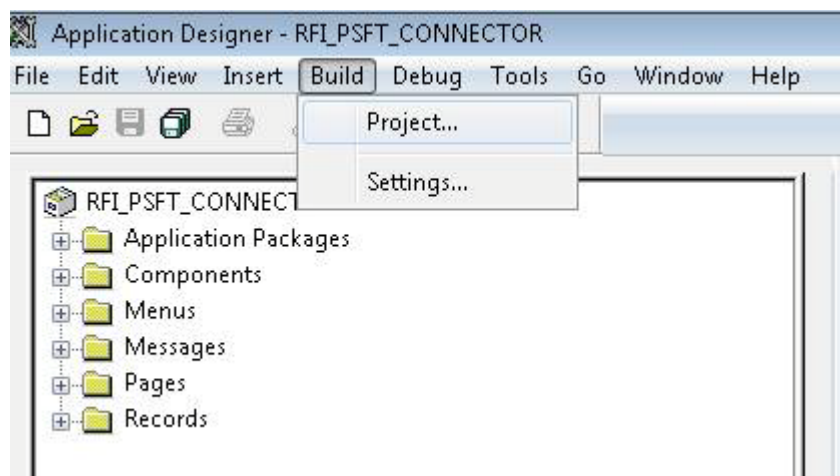 Application Designer - RFI_PSFT_CONNECTOR
File Edit View Insert Build Debug Tools Go Window Help
Project...
Settings...
RFI_PSFT_CONNECT
Application Packages
Components
Menus
Messages
Pages
Records